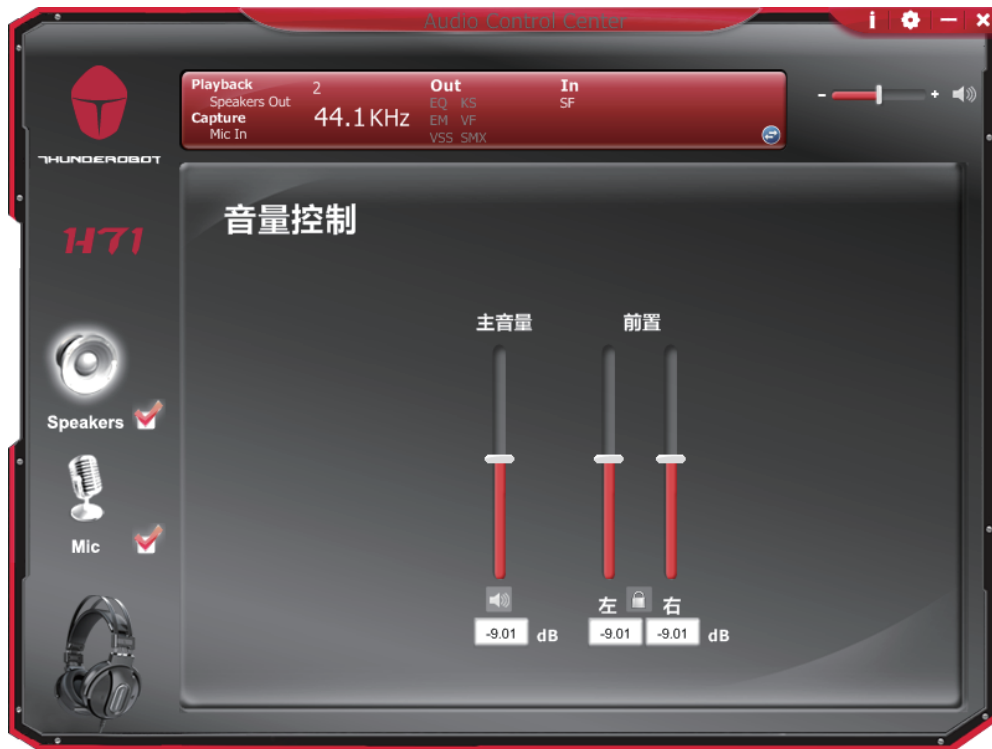 Audio Control Center
i
Playback 2 Out In
Speakers Out EQ KS SF
Capture 44.1KHz EM VF
Mic In VSS SMX
- +
THUNDEROBOT
H71
音量控制
主音量 前置
Speakers
Mic
左 右
-9.01 dB -9.01 -9.01 dB